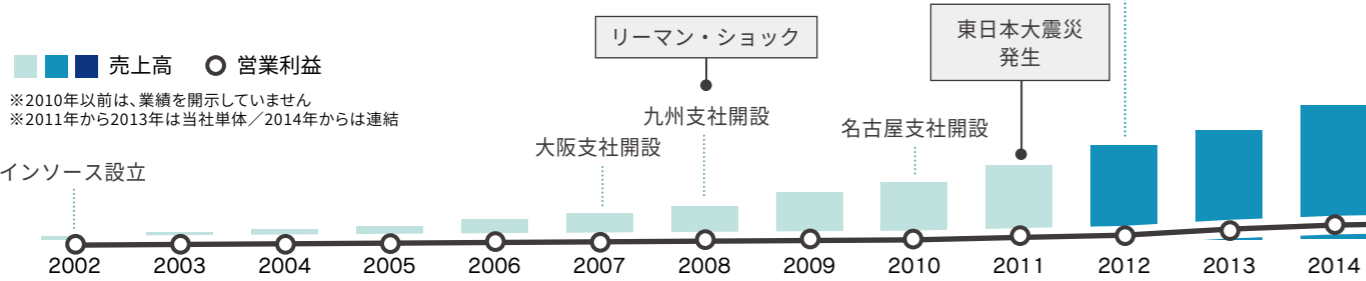 リーマン・ショック
東日本大震災
発生
売上高
営業利益
※2010年以前は、業績を開示していません
※2011年から2013年は当社単体／2014年からは連結
九州支社開設
名古屋支社開設
大阪支社開設
インソース設立
2002 2003 2004 2005 2006 2007 2008 2009 2010 2011 2012 2013 2014